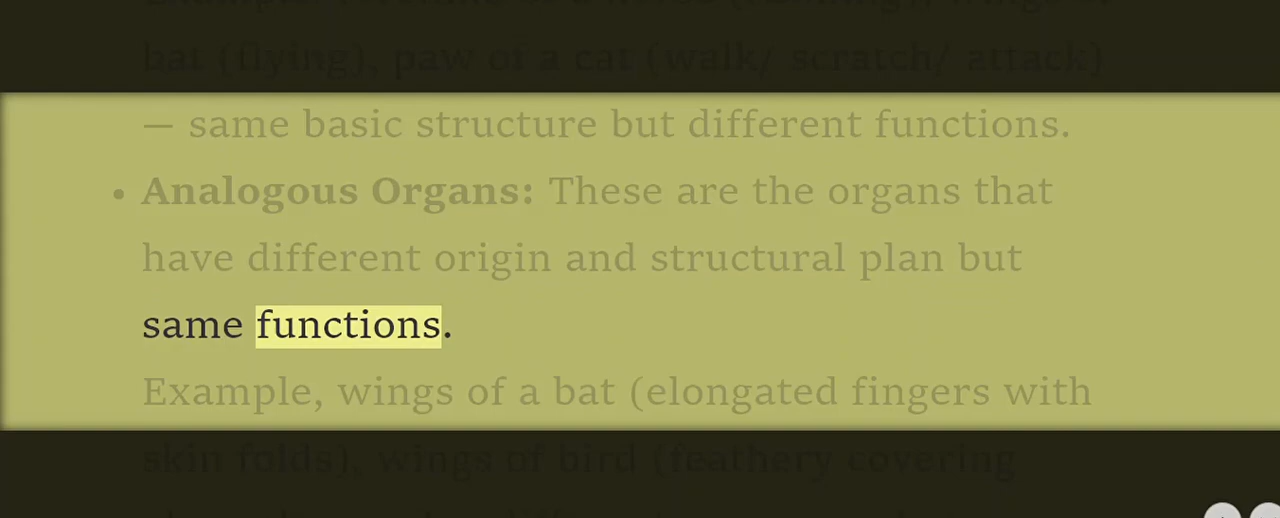 bat (flying), paw of a cat (walk/ scratch/ attack)
— same basic structure but different functions.
• Analogous Organs: These are the organs that
have different origin and structural plan but
same functions.
Example, wings of a bat (elongated fingers with
skin folds), wings of bird (feathery covering